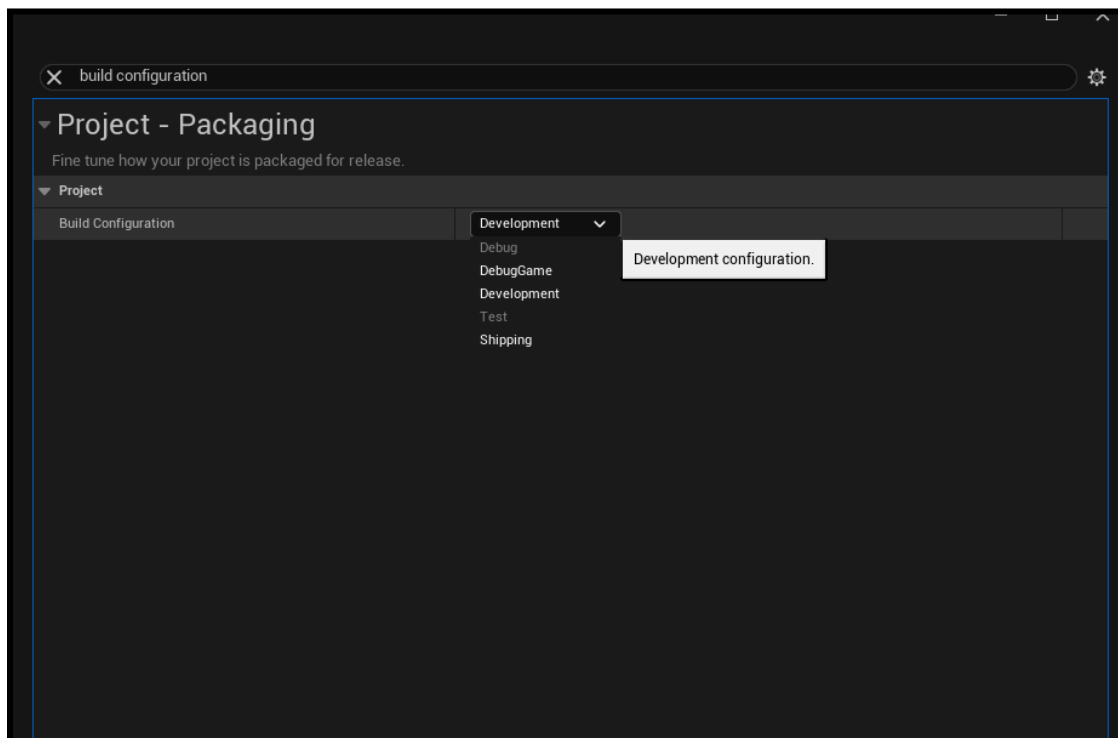 build configuration
Project - Packaging
Fine tune how your project is packaged for release.
Project
Build Configuration
Development
Debug
Development configuration.
DebugGame
Development
Test
Shipping